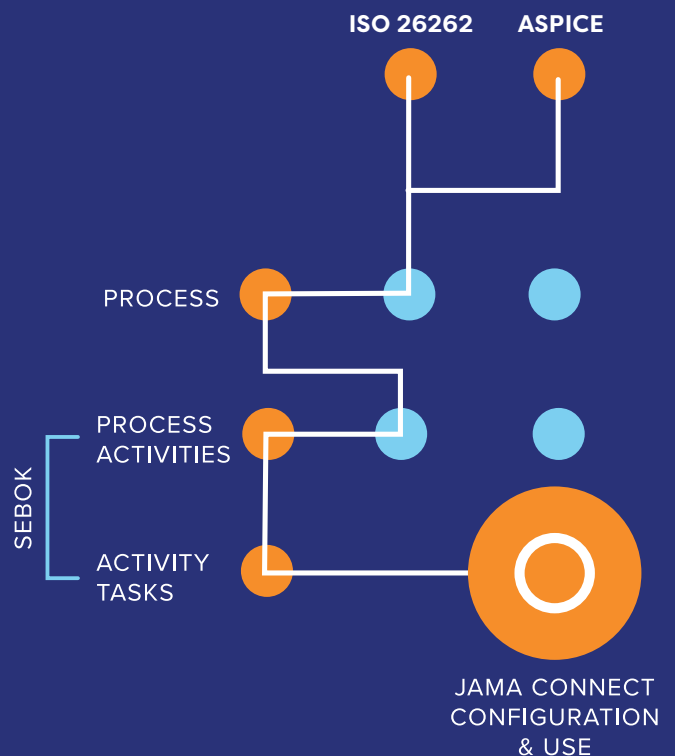 ISO 26262 ASPICE
PROCESS
PROCESS
ACTIVITIES
SEBOK
ACTIVITY
TASKS
JAMA CONNECT
CONFIGURATION
& USE